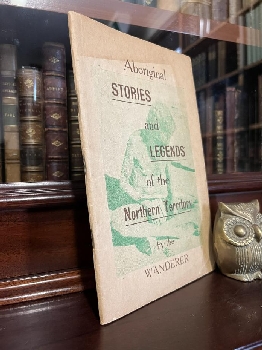 Aboriginal
STORIES
and
LEGENDS
of the
Northern Territory
by the
WANDERER